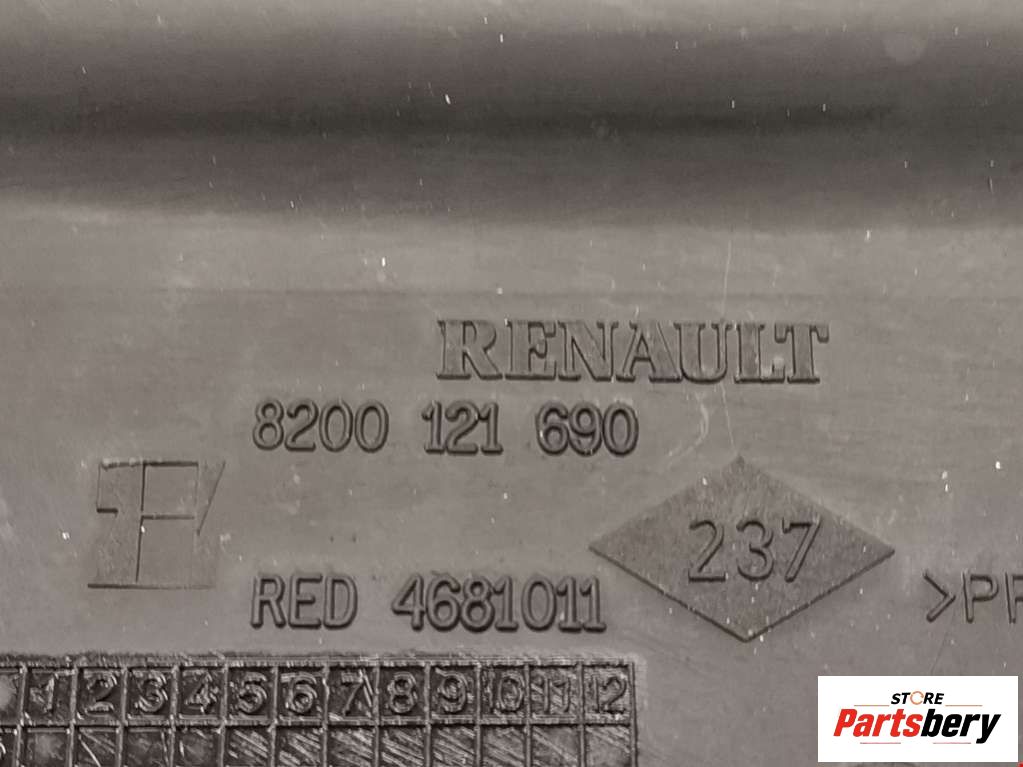 RENAULT
8200 121 690
237
RED 4681011
>PP
1 2 3 4 5 6 7 8 9 10 11 12
STORE
Partsbery